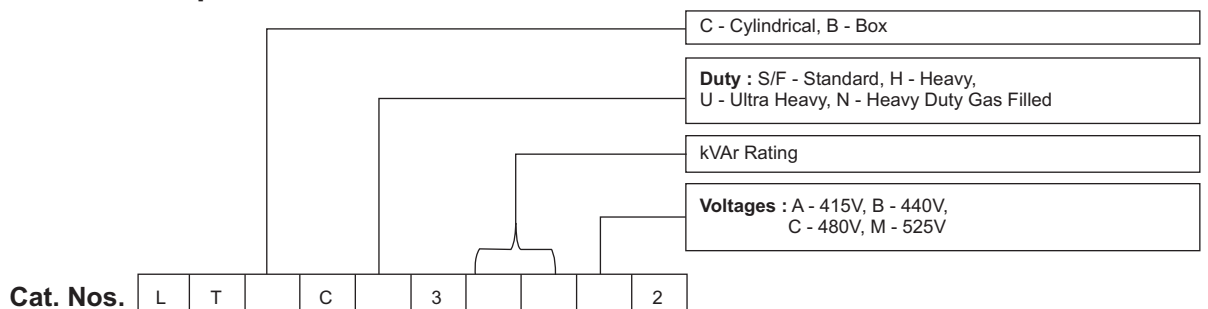 C - Cylindrical, B - Box
Duty : S/F - Standard, H - Heavy,
U - Ultra Heavy, N - Heavy Duty Gas Filled
kVAr Rating
Voltages : A - 415V, B - 440V,
C - 480V, M - 525V
Cat. Nos. L T C 3 2